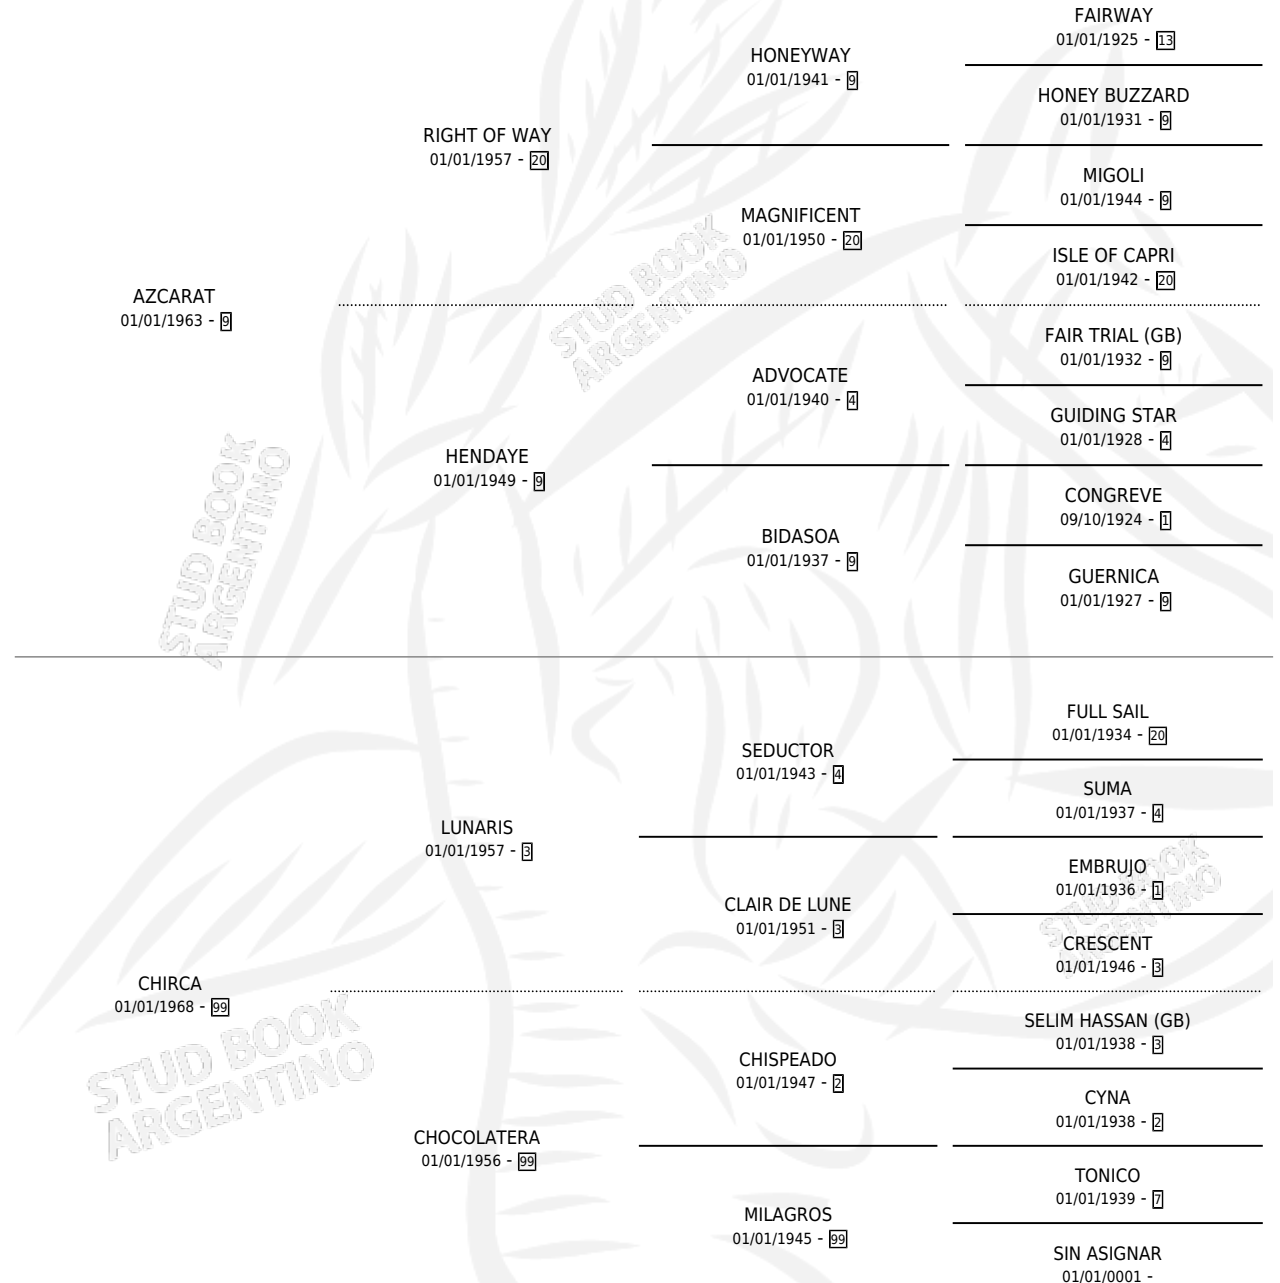 FAIRWAY
01/01/1925 - 13
HONEYWAY
01/01/1941 - 9
HONEY BUZZARD
01/01/1931 - 9
RIGHT OF WAY
01/01/1957 - 20
MIGOLI
01/01/1944 - 9
MAGNIFICENT
01/01/1950 - 20
ISLE OF CAPRI
01/01/1942 - 20
AZCARAT
01/01/1963 - 9
FAIR TRIAL (GB)
01/01/1932 - 9
ADVOCATE
01/01/1940 - 4
GUIDING STAR
01/01/1928 - 4
HENDAYE
01/01/1949 - 9
CONGREVE
09/10/1924 - 1
BIDASOA
01/01/1937 - 9
GUERNICA
01/01/1927 - 9
FULL SAIL
01/01/1934 - 20
SEDUCTOR
01/01/1943 - 4
SUMA
01/01/1937 - 4
LUNARIS
01/01/1957 - 3
EMBRUJO
01/01/1936 - 1
CLAIR DE LUNE
01/01/1951 - 3
CRESCENT
01/01/1946 - 3
CHIRCA
01/01/1968 - 99
SELIM HASSAN (GB)
01/01/1938 - 3
CHISPEADO
01/01/1947 - 2
CYNA
01/01/1938 - 2
CHOCOLATERA
01/01/1956 - 99
TONICO
01/01/1939 - 7
MILAGROS
01/01/1945 - 99
SIN ASIGNAR
01/01/0001 -
STUD BOOK
ARGENTINO
STUD BOOK
ARGENTINO
STUD BOOK
ARGENTINO
STUD BOOK
ARGENTINO